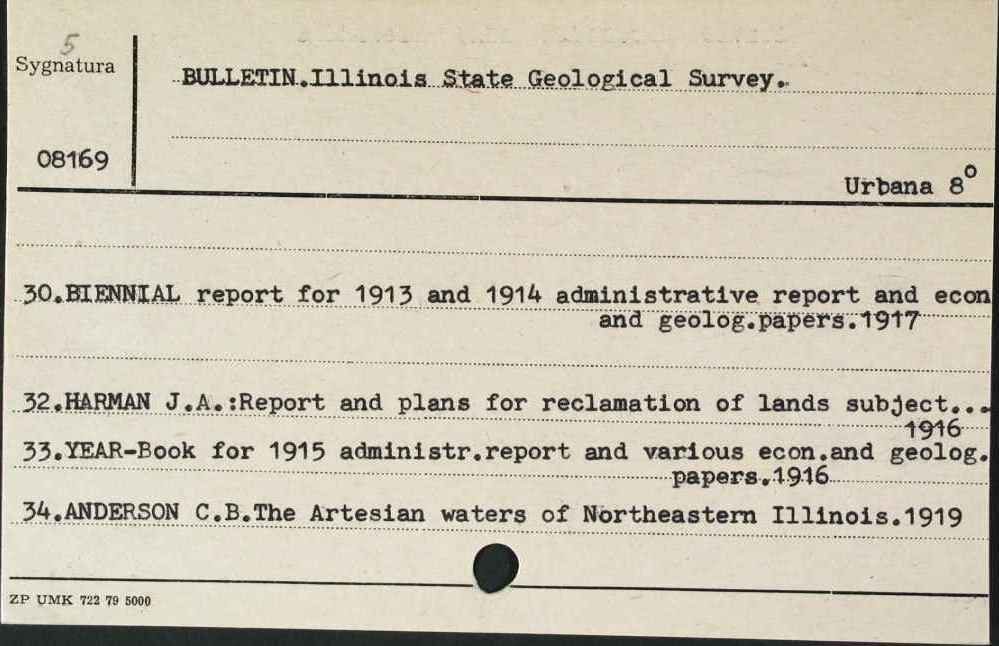 5
Sygnatura
BULLETIN.Illinois State Geological Survey.
08169
Urbana 8°
30.BIENNIAL report for 1913 and 1914 administrative report and econ
and geolog.papers.1917
32.HARMAN J.A.:Report and plans for reclamation of lands subject...
1916
33.YEAR-Book for 1915 administr.report and various econ.and geolog.
papers.1916
34.ANDERSON C.B.The Artesian waters of Northeastern Illinois.1919
ZP UMK 722 79 5000